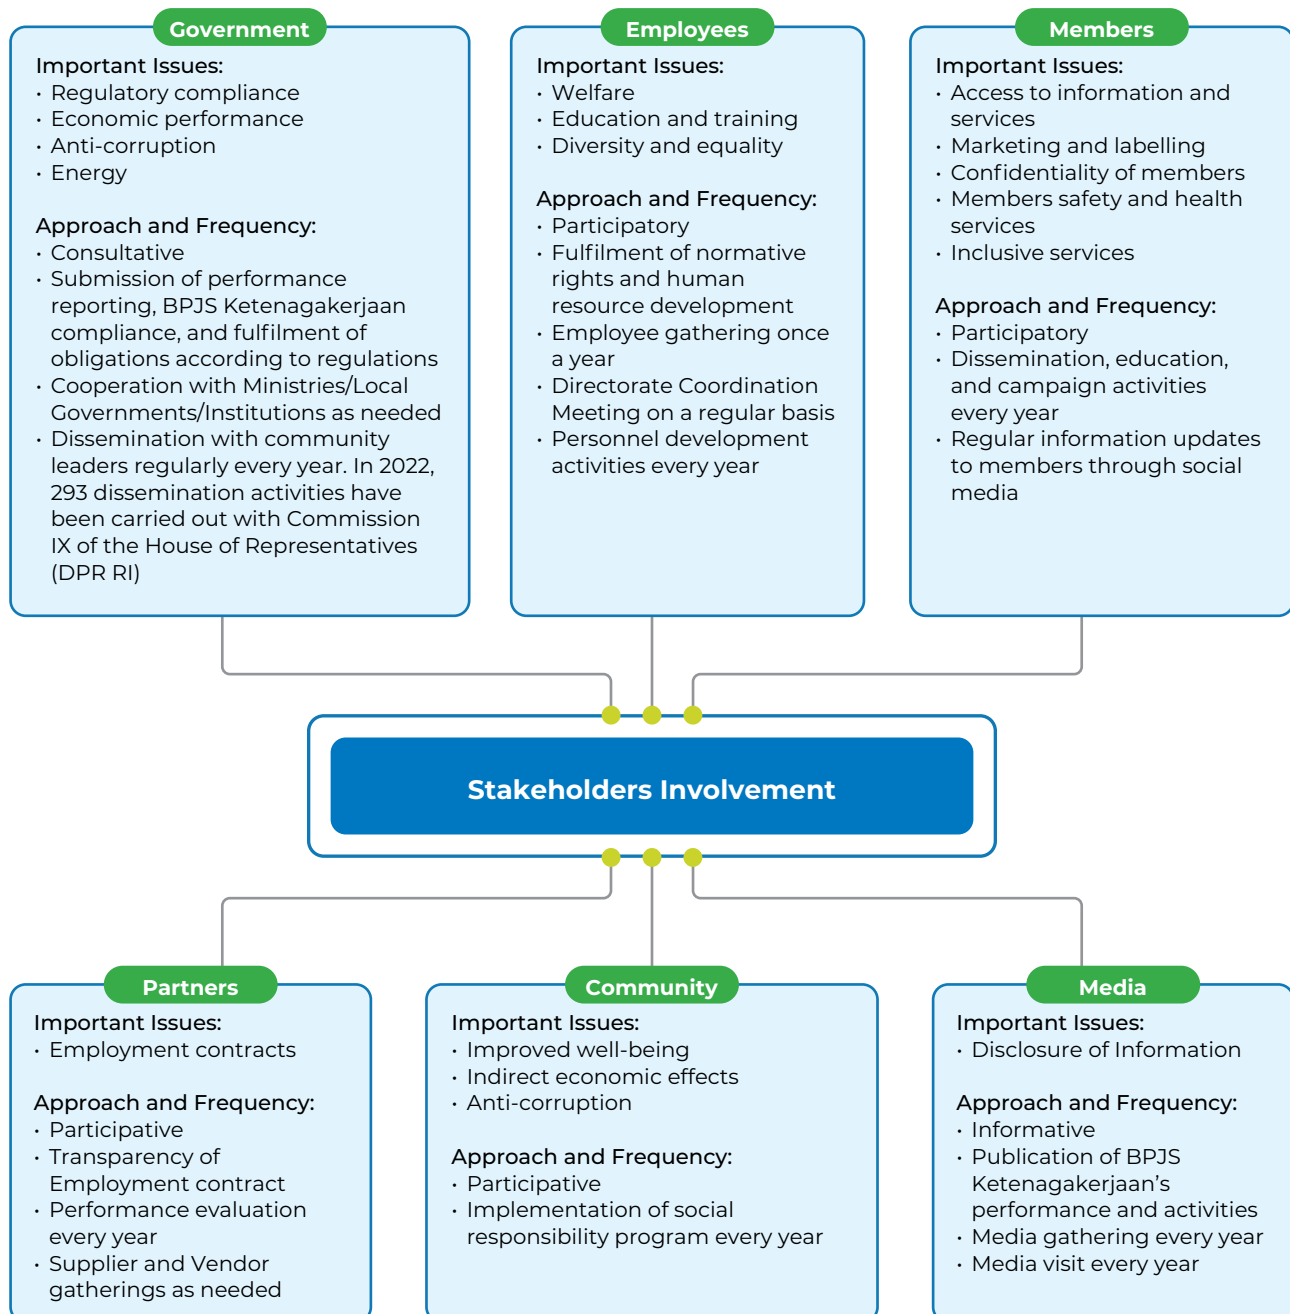 Government
Important Issues:
· Regulatory compliance
· Economic performance
· Anti-corruption
· Energy
Approach and Frequency:
· Consultative
· Submission of performance
reporting, BPJS Ketenagakerjaan
compliance, and fulfilment of
obligations according to regulations
· Cooperation with Ministries/Local
Governments/Institutions as needed
· Dissemination with community
leaders regularly every year. In 2022,
293 dissemination activities have
been carried out with Commission
IX of the House of Representatives
(DPR RI)
Employees
Important Issues:
· Welfare
· Education and training
· Diversity and equality
Approach and Frequency:
· Participatory
· Fulfilment of normative
rights and human
resource development
· Employee gathering once
a year
· Directorate Coordination
Meeting on a regular basis
· Personnel development
activities every year
Members
Important Issues:
· Access to information and
services
· Marketing and labelling
· Confidentiality of members
· Members safety and health
services
· Inclusive services
Approach and Frequency:
· Participatory
· Dissemination, education,
and campaign activities
every year
· Regular information updates
to members through social
media
Stakeholders Involvement
Partners
Important Issues:
· Employment contracts
Approach and Frequency:
· Participative
· Transparency of
Employment contract
· Performance evaluation
every year
· Supplier and Vendor
gatherings as needed
Community
Important Issues:
· Improved well-being
· Indirect economic effects
· Anti-corruption
Approach and Frequency:
· Participative
· Implementation of social
responsibility program every year
Media
Important Issues:
· Disclosure of Information
Approach and Frequency:
· Informative
· Publication of BPJS
Ketenagakerjaan’s
performance and activities
· Media gathering every year
· Media visit every year